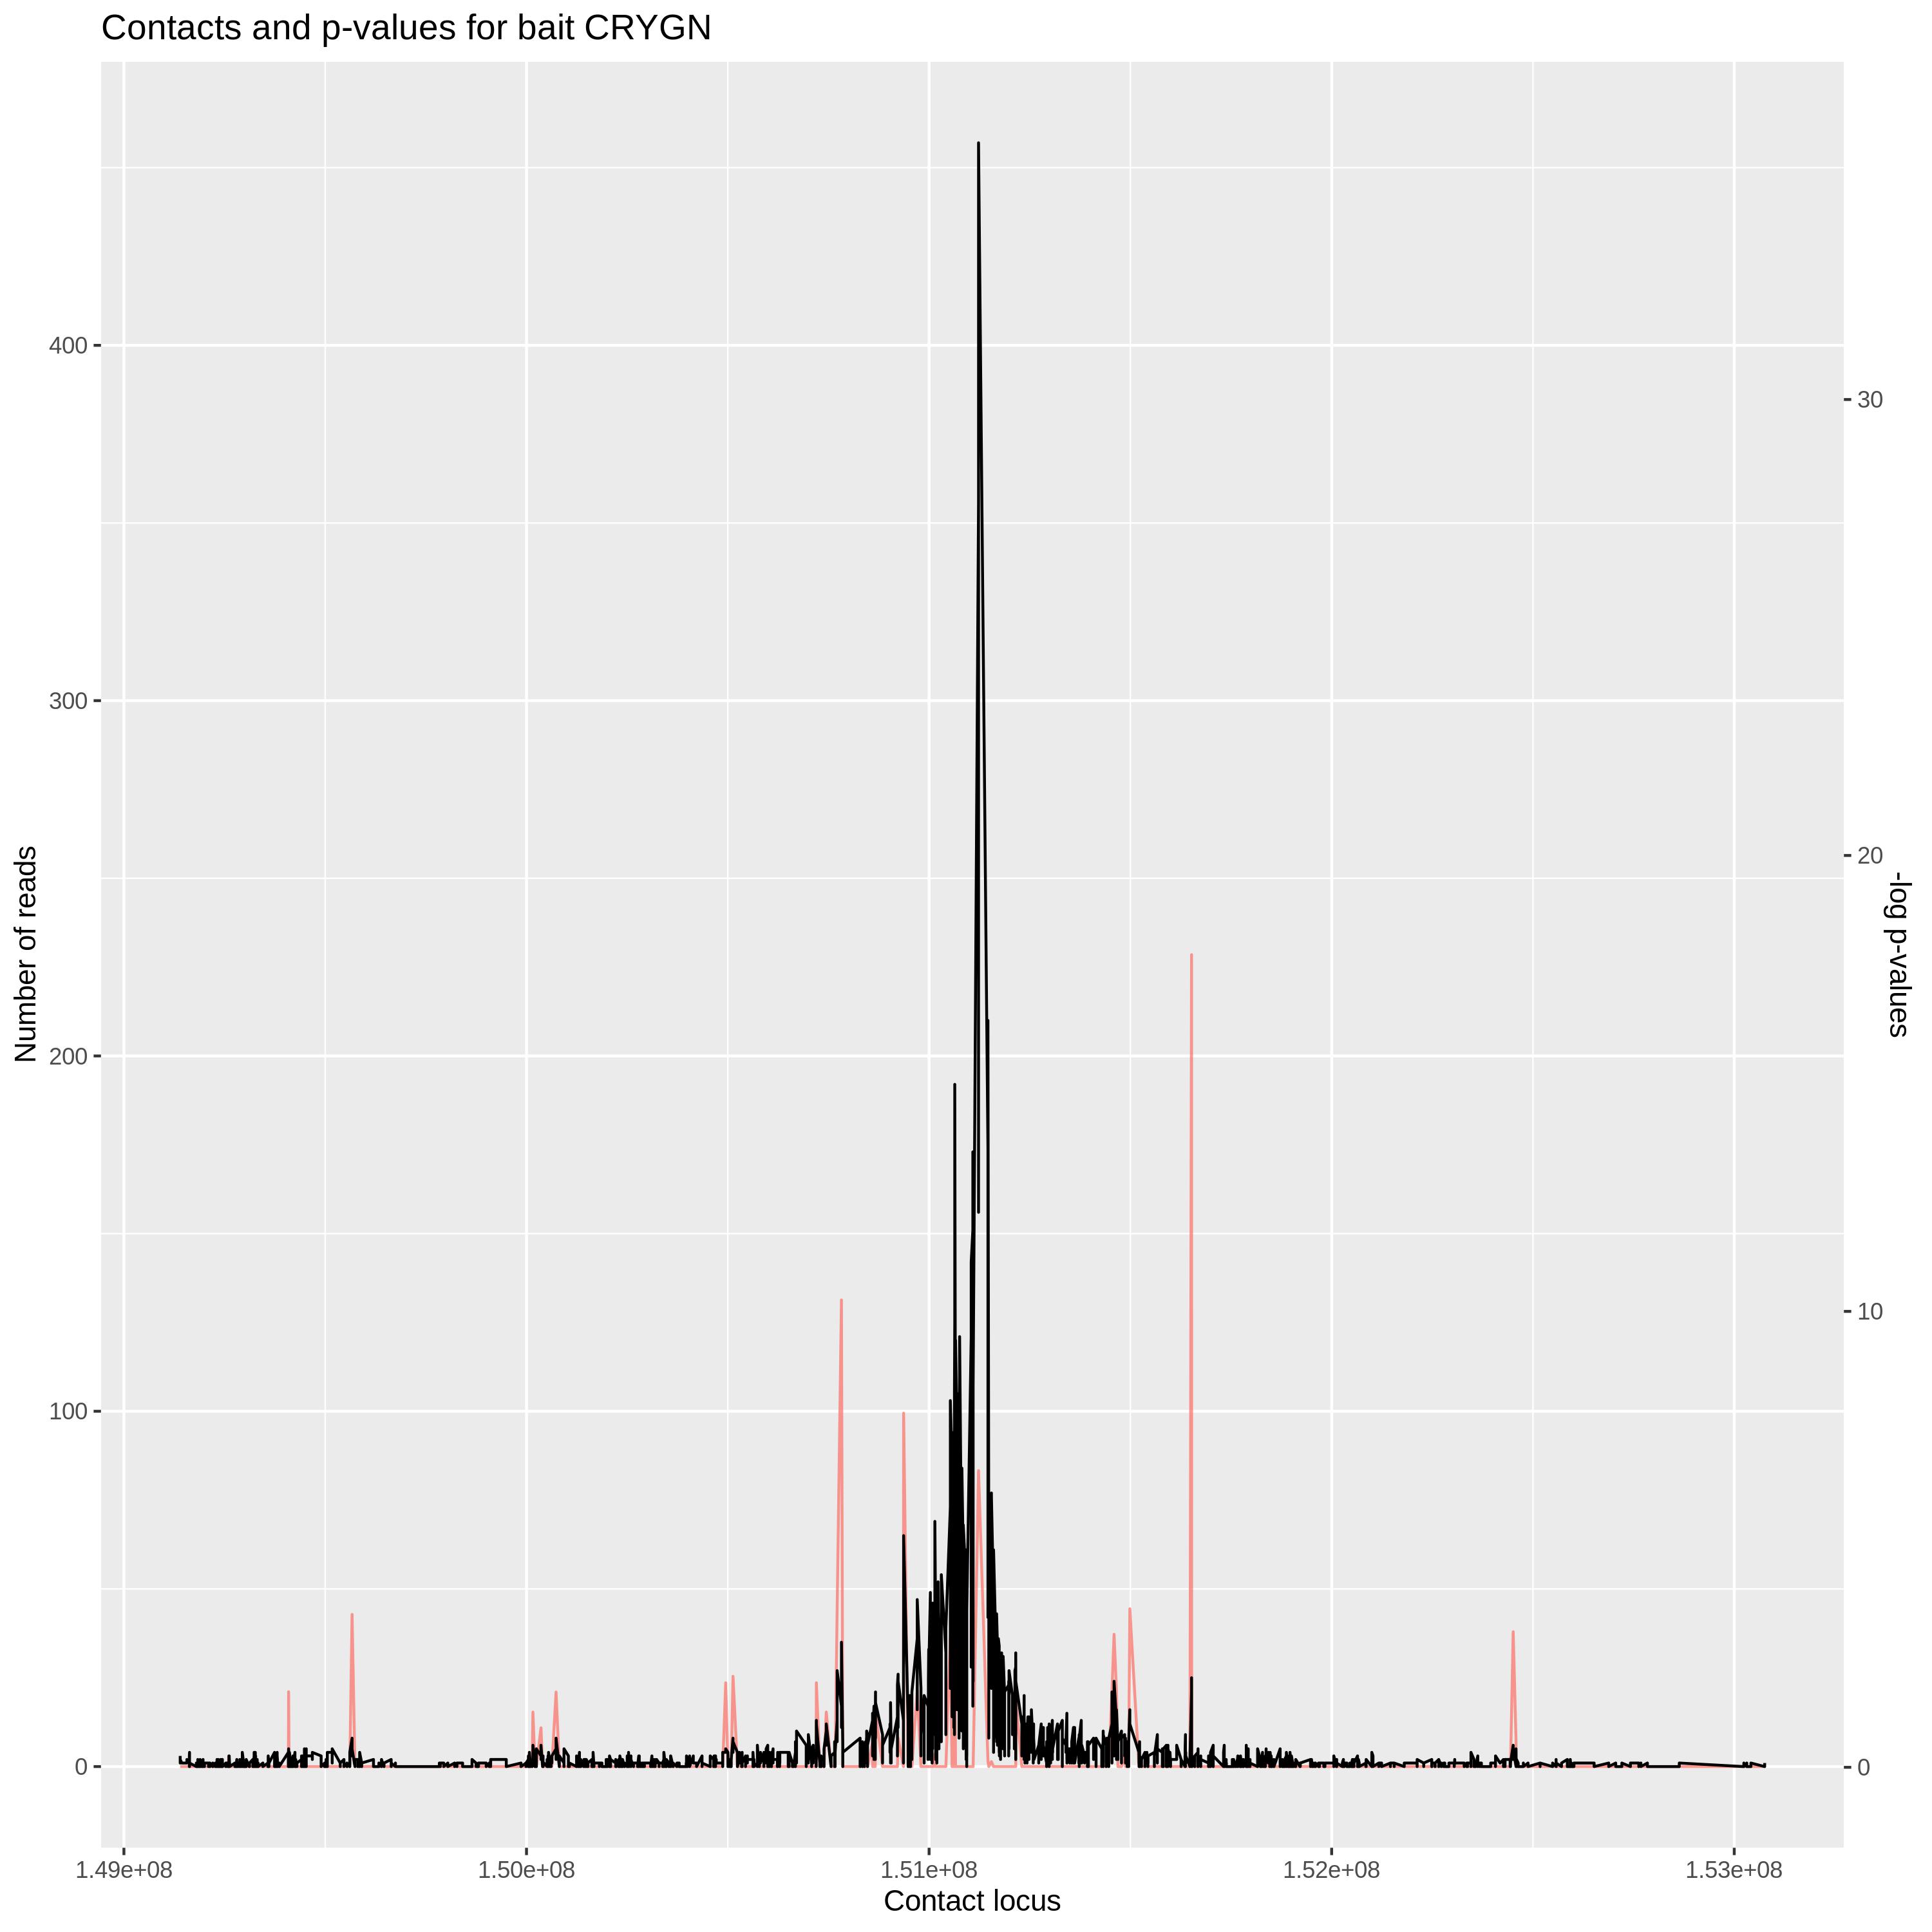 Contacts and p-values for bait CRYGN
Number of reads
400
300
200
100
0
30
20
10
0
-log p-values
1.49e+08 1.50e+08 1.51e+08 1.52e+08 1.53e+08
Contact locus